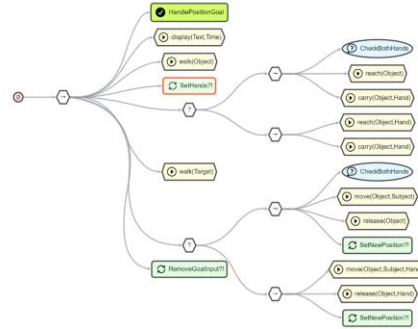 Ø
→
HandlePositionGoal
display(Text,Time)
walk(Object)
SetHands?!
?
→
CheckBothHands
reach(Object)
carry(Object,Hand)
→
reach(Object,Hand)
carry(Object,Hand)
walk(Target)
?
→
CheckBothHands
move(Object,Subject)
release(Object)
SetNewPosition?!
→
move(Object,Subject,Hand)
release(Object,Hand)
SetNewPosition?!
RemoveGoalInput?!